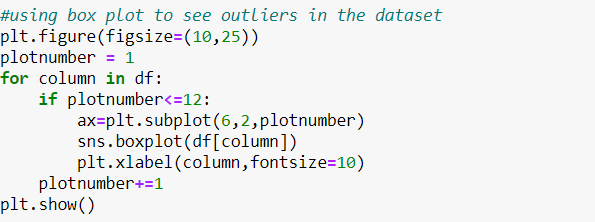 #using box plot to see outliers in the dataset
plt.figure(figsize=(10,25))
plotnumber = 1
for column in df:
    if plotnumber<=12:
        ax=plt.subplot(6,2,plotnumber)
        sns.boxplot(df[column])
        plt.xlabel(column,fontsize=10)
    plotnumber+=1
plt.show()